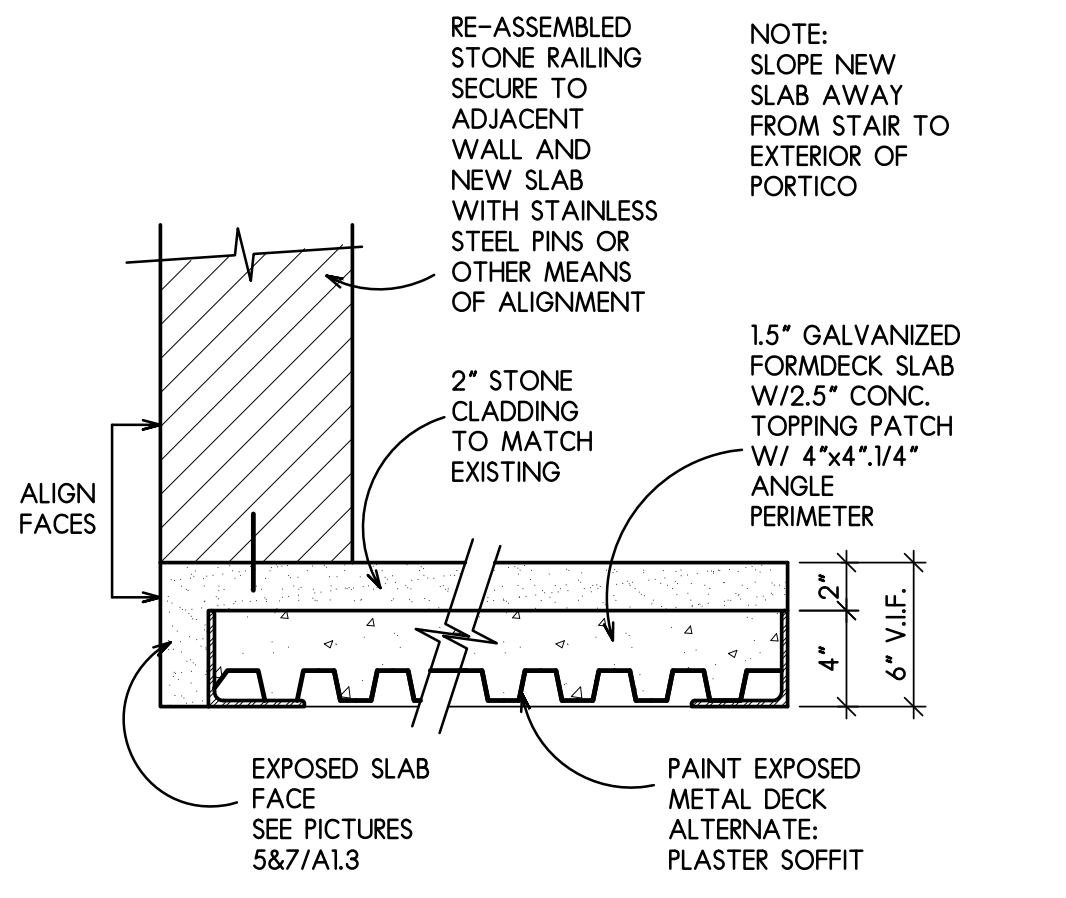 RE-ASSEMBLED
STONE RAILING
SECURE TO
ADJACENT
WALL AND
NEW SLAB
WITH STAINLESS
STEEL PINS OR
OTHER MEANS
OF ALIGNMENT
NOTE:
SLOPE NEW
SLAB AWAY
FROM STAIR TO
EXTERIOR OF
PORTICO
1.5" GALVANIZED
FORMDECK SLAB
W/2.5" CONC.
TOPPING PATCH
W/ 4"x4".1/4"
ANGLE
PERIMETER
2" STONE
CLADDING
TO MATCH
EXISTING
ALIGN
FACES
2"
4"
6" V.I.F.
EXPOSED SLAB
FACE
SEE PICTURES
5&7/A1.3
PAINT EXPOSED
METAL DECK
ALTERNATE:
PLASTER SOFFIT